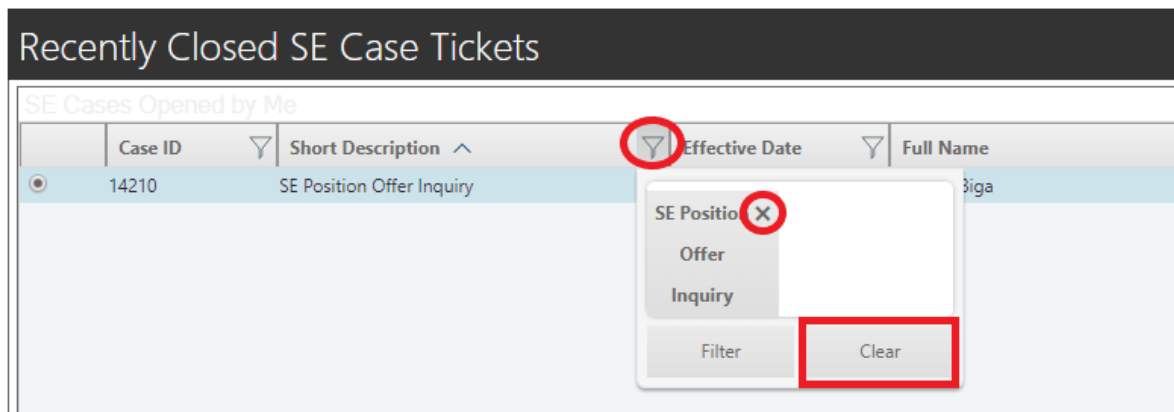 Recently Closed SE Case Tickets
SE Cases Opened by Me
Case ID Short Description Effective Date Full Name
14210 SE Position Offer Inquiry Biga
SE Position
Offer
Inquiry
Filter Clear